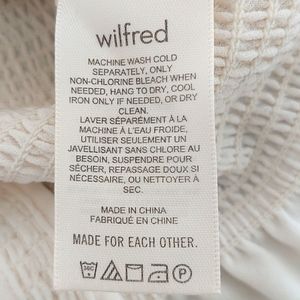 wilfred
MACHINE WASH COLD
SEPARATELY, ONLY
NON-CHLORINE BLEACH WHEN
NEEDED, HANG TO DRY, COOL
IRON ONLY IF NEEDED, OR DRY
CLEAN.
LAVER SÉPARÉMENT À LA
MACHINE À L'EAU FROIDE,
UTILISER SEULEMENT UN
JAVELLISANT SANS CHLORE AU
BESOIN, SUSPENDRE POUR
SÉCHER, REPASSAGE DOUX SI
NÉCESSAIRE, OU NETTOYER À
SEC.
MADE IN CHINA
FABRIQUÉ EN CHINE
MADE FOR EACH OTHER.
P